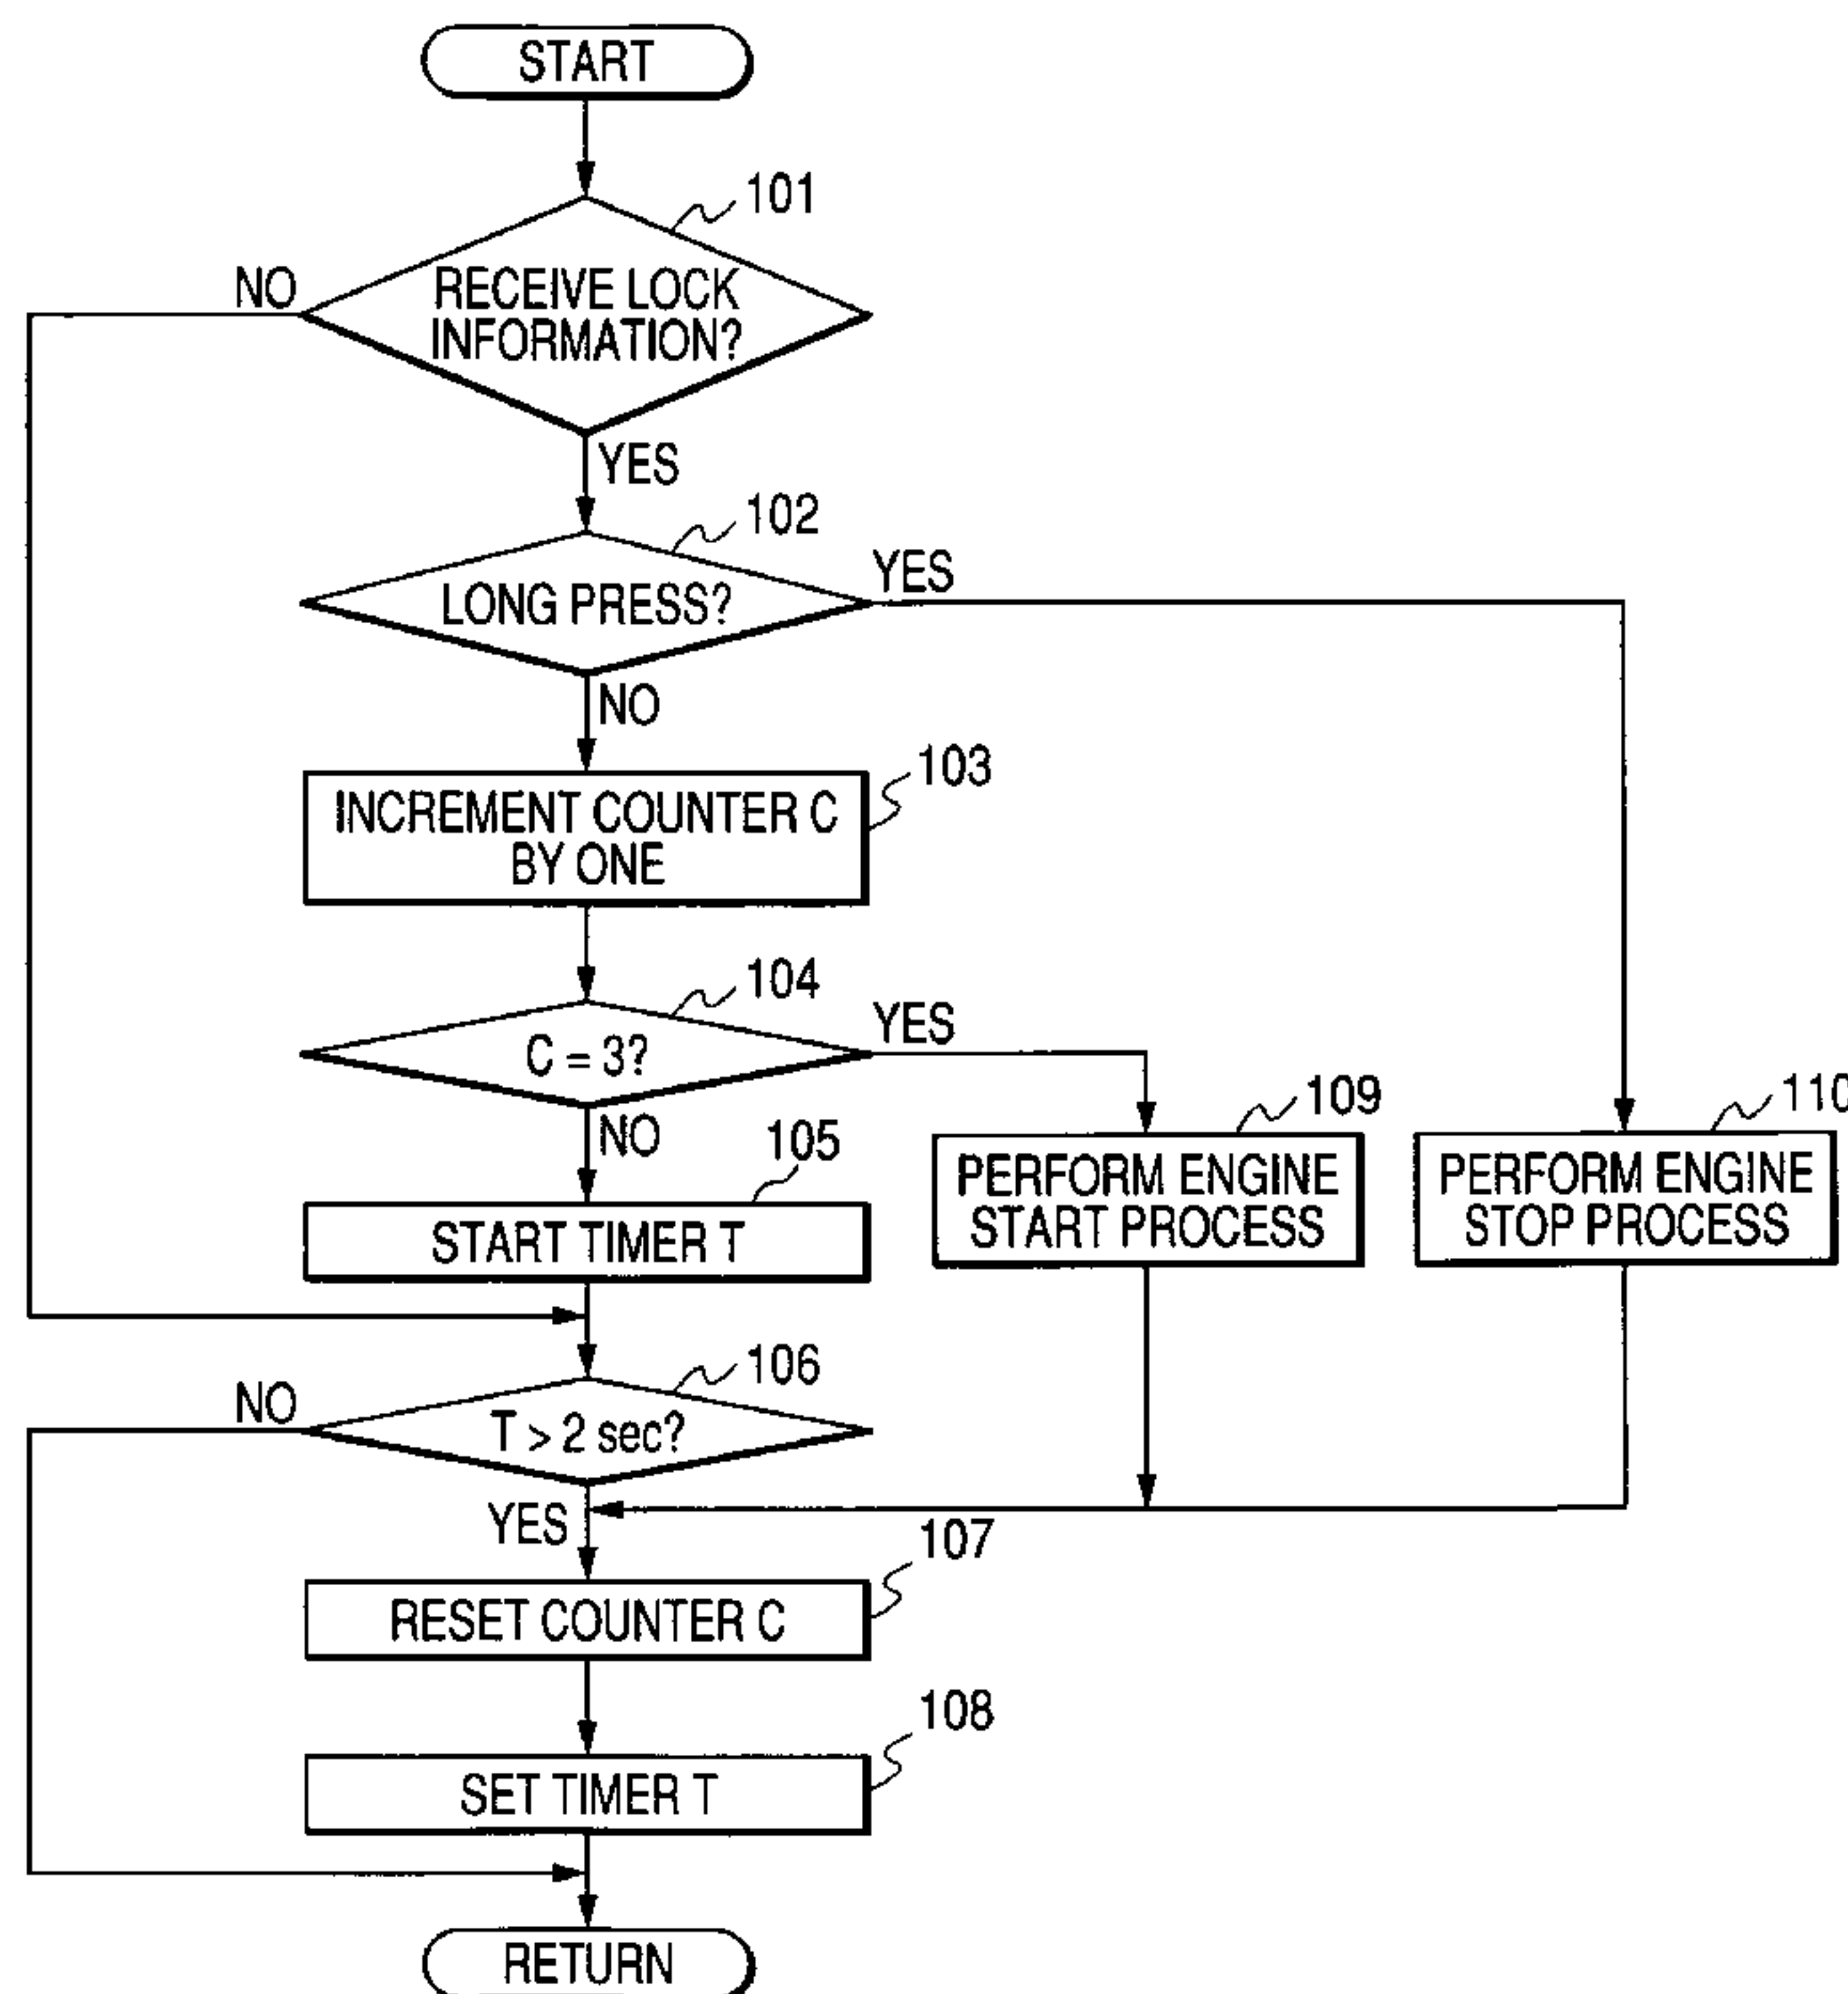 START
101
NO
RECEIVE LOCK
INFORMATION?
YES
102
LONG PRESS?
YES
NO
103
INCREMENT COUNTER C
BY ONE
104
C = 3?
YES
NO
105
START TIMER T
109
PERFORM ENGINE
START PROCESS
110
PERFORM ENGINE
STOP PROCESS
106
NO
T > 2 sec?
YES
107
RESET COUNTER C
108
SET TIMER T
RETURN